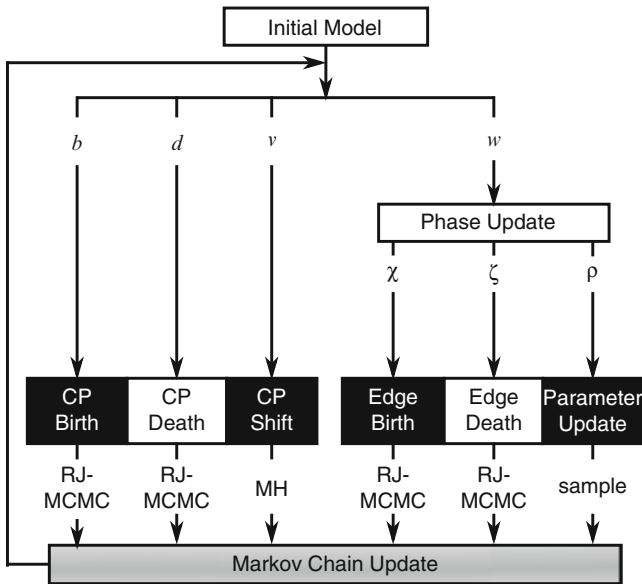 Initial Model
b d v w
Phase Update
χ ζ ρ
CP
Birth
CP
Death
CP
Shift
Edge
Birth
Edge
Death
Parameter
Update
RJ-
MCMC
RJ-
MCMC
MH
RJ-
MCMC
RJ-
MCMC
sample
Markov Chain Update